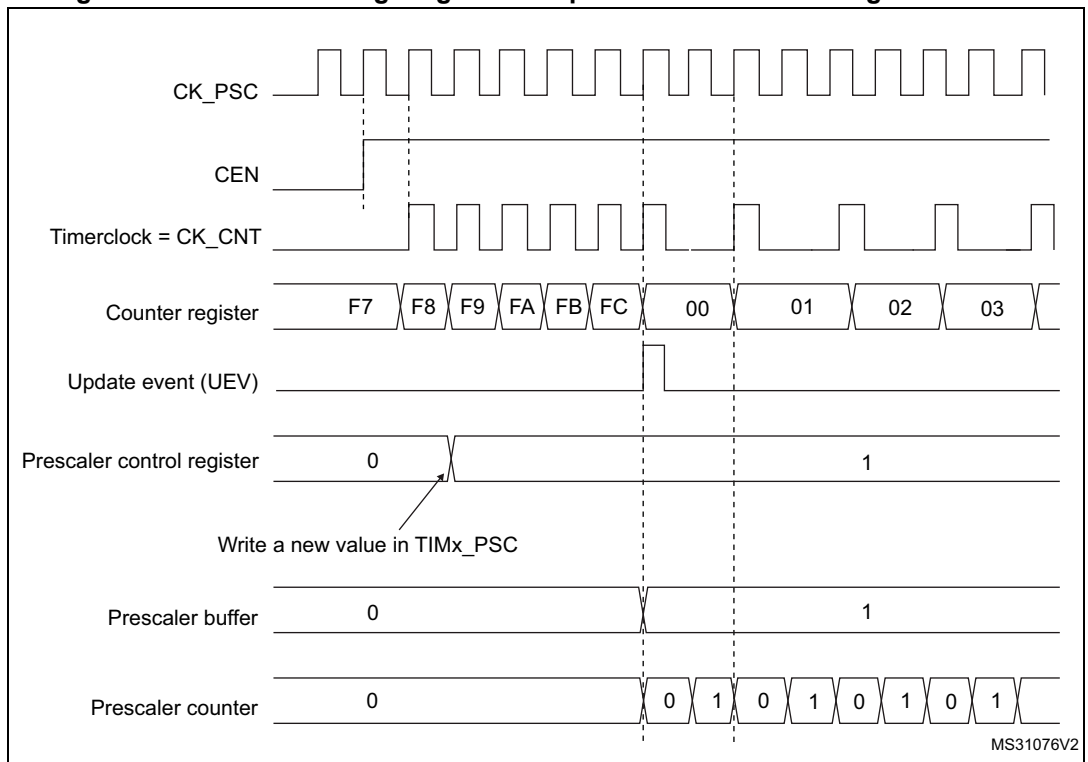 CK_PSC
CEN
Timerclock = CK_CNT
Counter register F7 F8 F9 FA FB FC 00 01 02 03
Update event (UEV)
Prescaler control register 0 1
Write a new value in TIMx_PSC
Prescaler buffer 0 1
Prescaler counter 0 0 1 0 1 0 1 0 1
MS31076V2